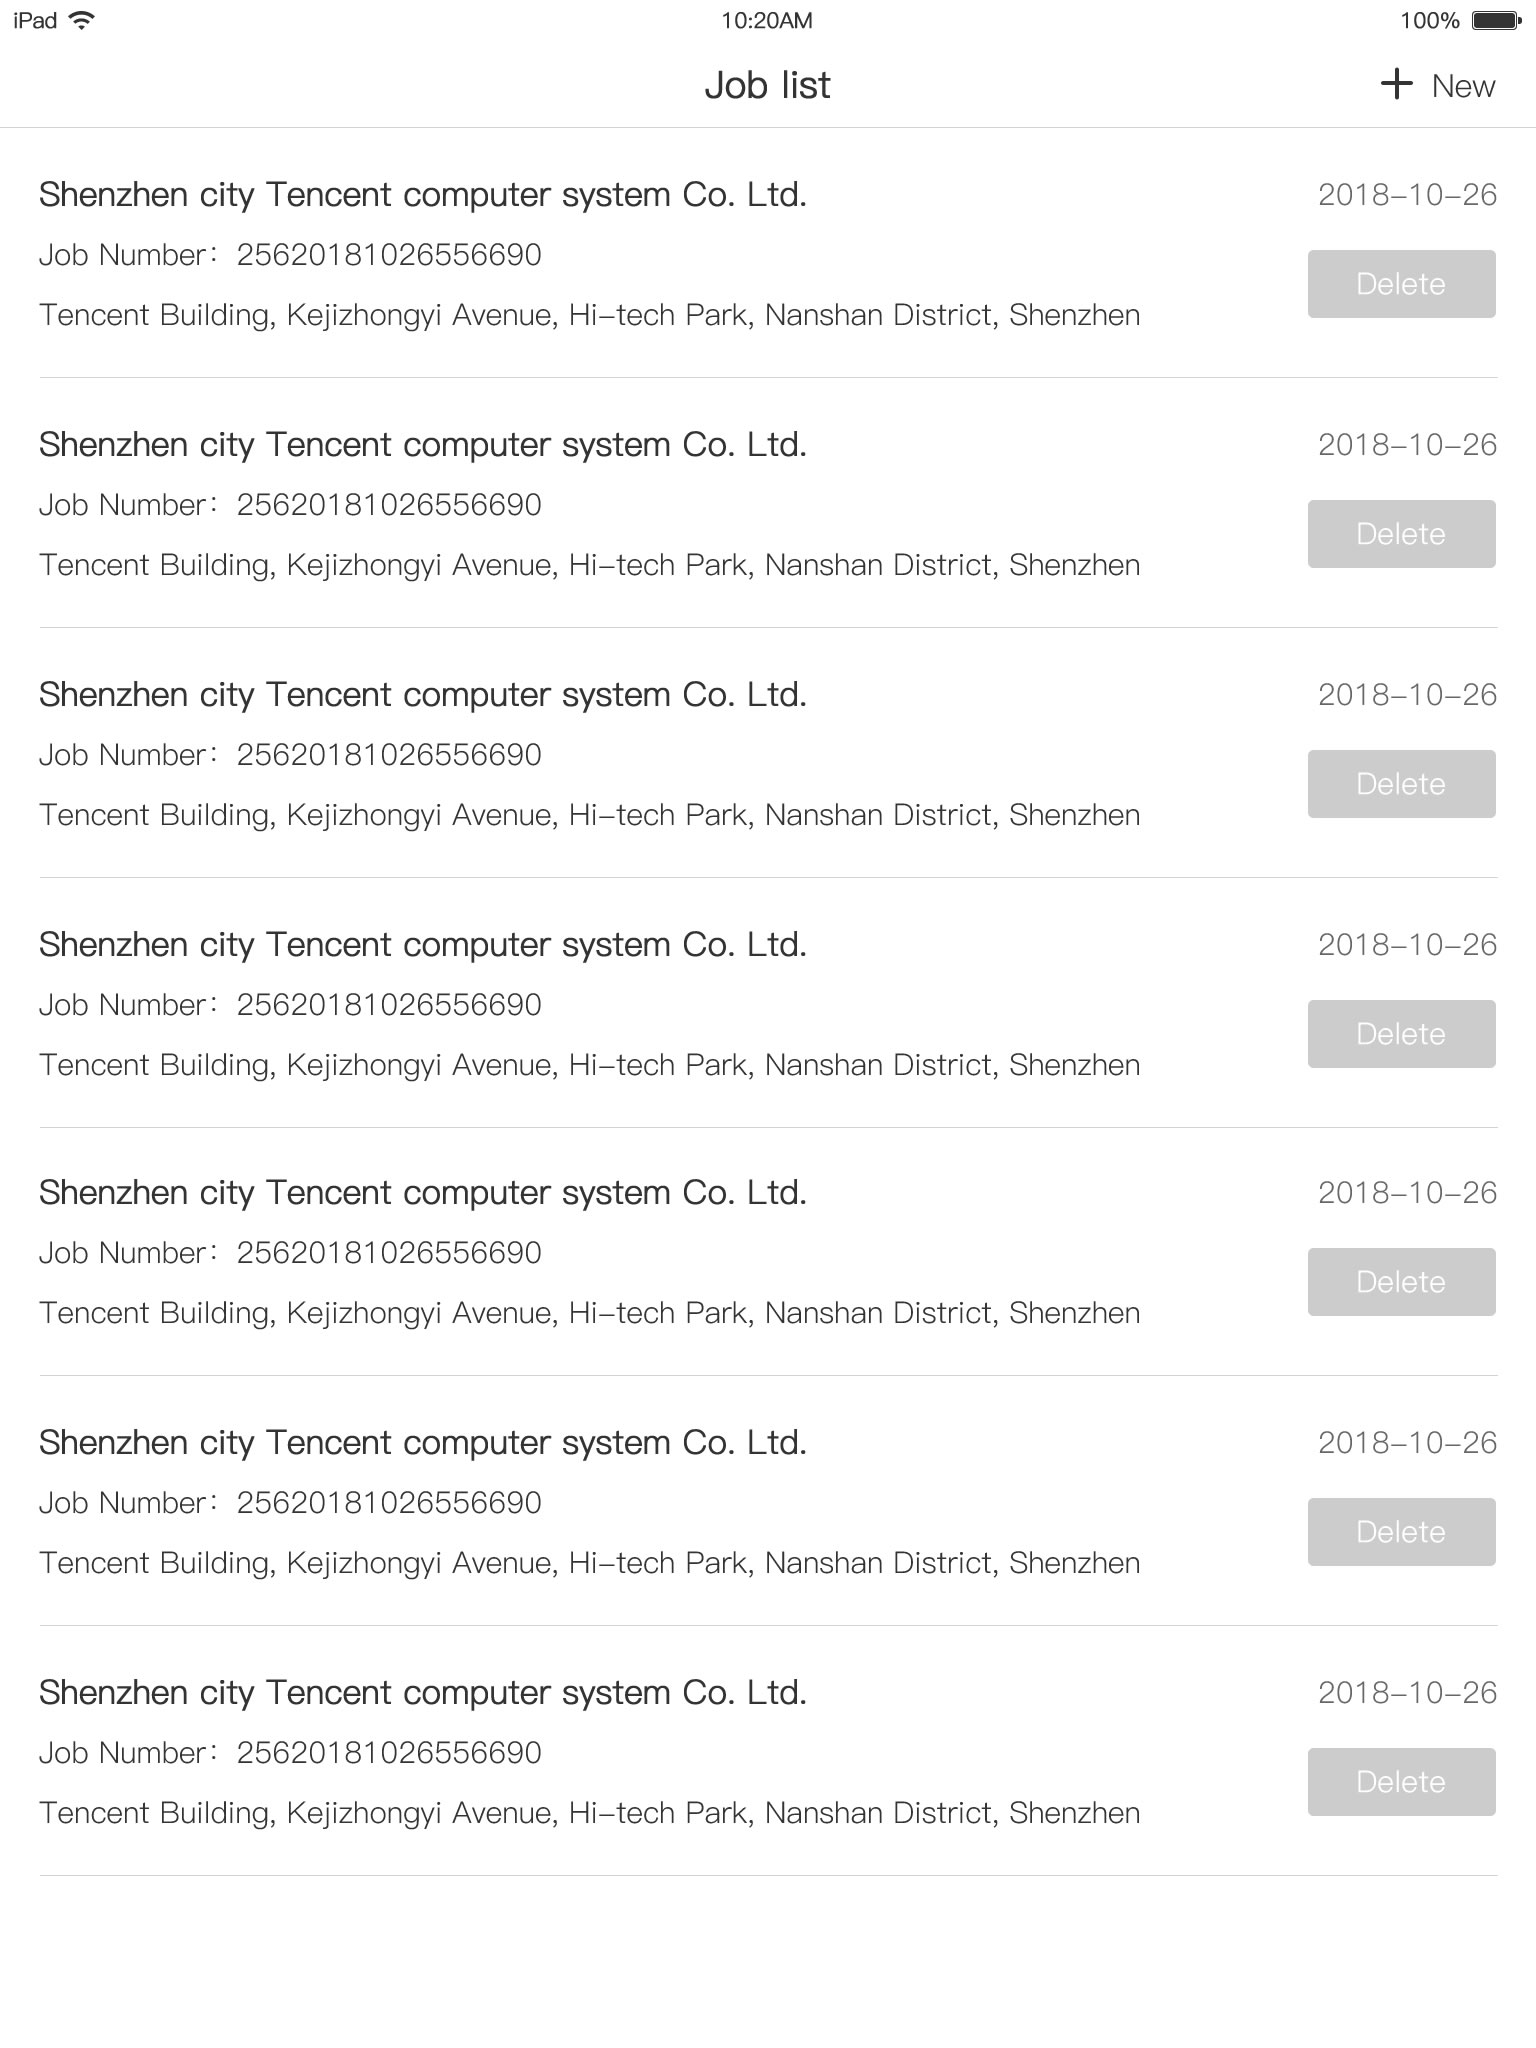 iPad 10:20AM 100%
Job list + New
Shenzhen city Tencent computer system Co. Ltd. 2018-10-26
Job Number：25620181026556690
Delete
Tencent Building, Kejizhongyi Avenue, Hi-tech Park, Nanshan District, Shenzhen
Shenzhen city Tencent computer system Co. Ltd. 2018-10-26
Job Number：25620181026556690
Delete
Tencent Building, Kejizhongyi Avenue, Hi-tech Park, Nanshan District, Shenzhen
Shenzhen city Tencent computer system Co. Ltd. 2018-10-26
Job Number：25620181026556690
Delete
Tencent Building, Kejizhongyi Avenue, Hi-tech Park, Nanshan District, Shenzhen
Shenzhen city Tencent computer system Co. Ltd. 2018-10-26
Job Number：25620181026556690
Delete
Tencent Building, Kejizhongyi Avenue, Hi-tech Park, Nanshan District, Shenzhen
Shenzhen city Tencent computer system Co. Ltd. 2018-10-26
Job Number：25620181026556690
Delete
Tencent Building, Kejizhongyi Avenue, Hi-tech Park, Nanshan District, Shenzhen
Shenzhen city Tencent computer system Co. Ltd. 2018-10-26
Job Number：25620181026556690
Delete
Tencent Building, Kejizhongyi Avenue, Hi-tech Park, Nanshan District, Shenzhen
Shenzhen city Tencent computer system Co. Ltd. 2018-10-26
Job Number：25620181026556690
Delete
Tencent Building, Kejizhongyi Avenue, Hi-tech Park, Nanshan District, Shenzhen